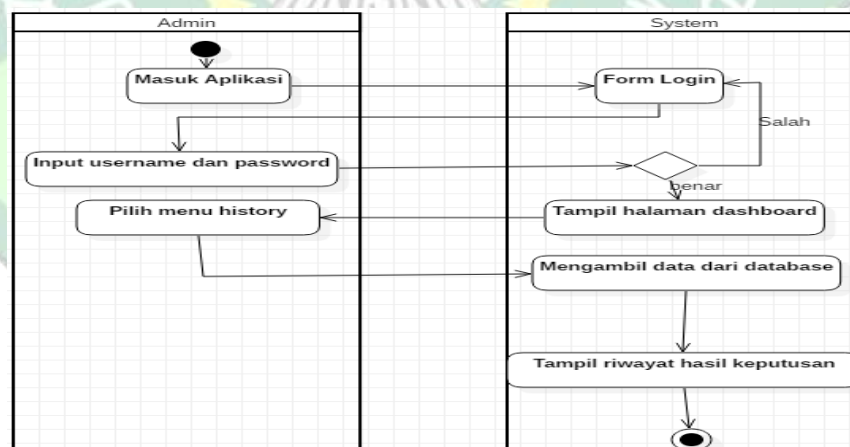 Admin
System
Masuk Aplikasi
Form Login
Salah
Input username dan password
benar
Pilih menu history
Tampil halaman dashboard
Mengambil data dari database
Tampil riwayat hasil keputusan